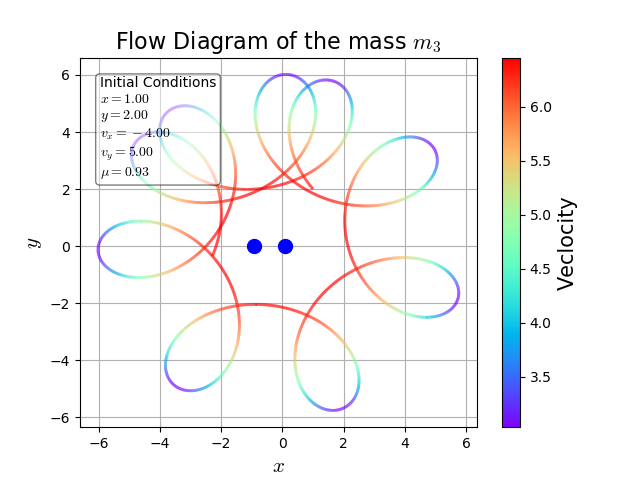 Flow Diagram of the mass m₃
Initial Conditions
x = 1.00
y = 2.00
vₓ = −4.00
v_y = 5.00
μ = 0.93
6
4
2
0
−2
−4
−6
y
−6 −4 −2 0 2 4 6
x
6.0
5.5
5.0
4.5
4.0
3.5
Veclocity